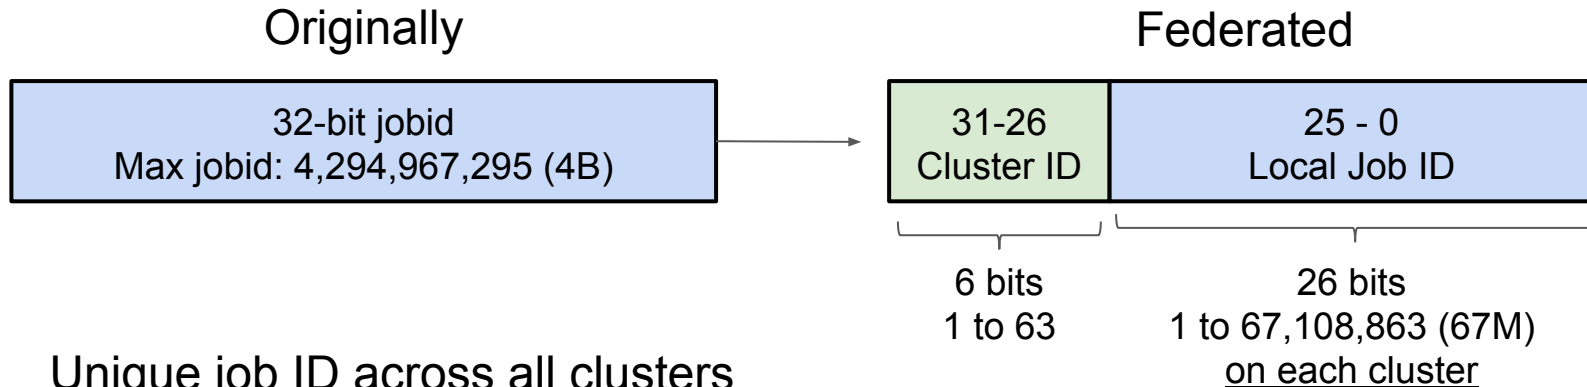 Originally
32-bit jobid
Max jobid: 4,294,967,295 (4B)
Federated
31-26
Cluster ID
25 - 0
Local Job ID
6 bits
1 to 63
26 bits
1 to 67,108,863 (67M)
on each cluster
Unique job ID across all clusters